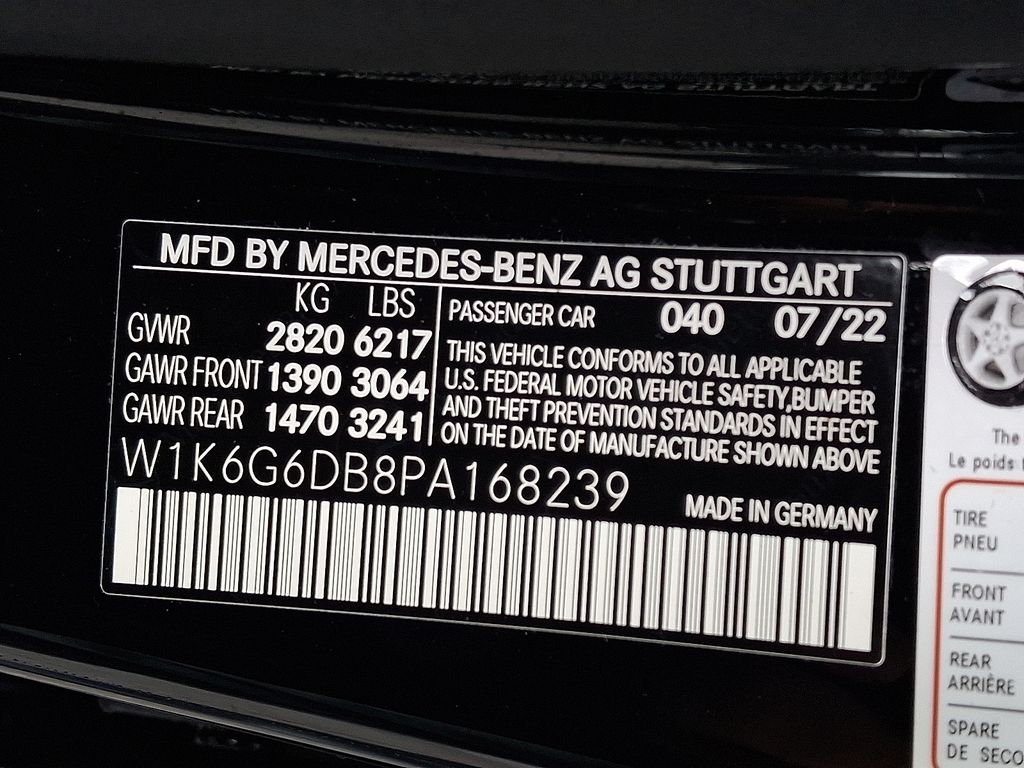 MFD BY MERCEDES-BENZ AG STUTTGART
KG LBS
GVWR 2820 6217
GAWR FRONT 1390 3064
GAWR REAR 1470 3241
PASSENGER CAR 040 07/22
THIS VEHICLE CONFORMS TO ALL APPLICABLE
U.S. FEDERAL MOTOR VEHICLE SAFETY,BUMPER
AND THEFT PREVENTION STANDARDS IN EFFECT
ON THE DATE OF MANUFACTURE SHOWN ABOVE
W1K6G6DB8PA168239
MADE IN GERMANY
The
Le poids
TIRE
PNEU
FRONT
AVANT
REAR
ARRIÈRE
SPARE
DE